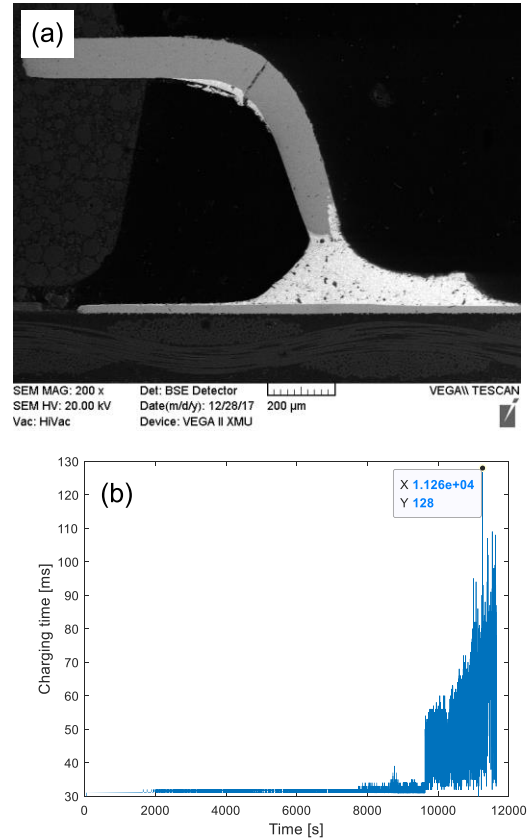 (a)
SEM MAG: 200 x Det: BSE Detector VEGA\\ TESCAN
SEM HV: 20.00 kV Date(m/d/y): 12/28/17 200 µm
Vac: HiVac Device: VEGA II XMU
(b)
X 1.126e+04
Y 128
Charging time [ms]
130
120
110
100
90
80
70
60
50
40
30
0 2000 4000 6000 8000 10000 12000
Time [s]